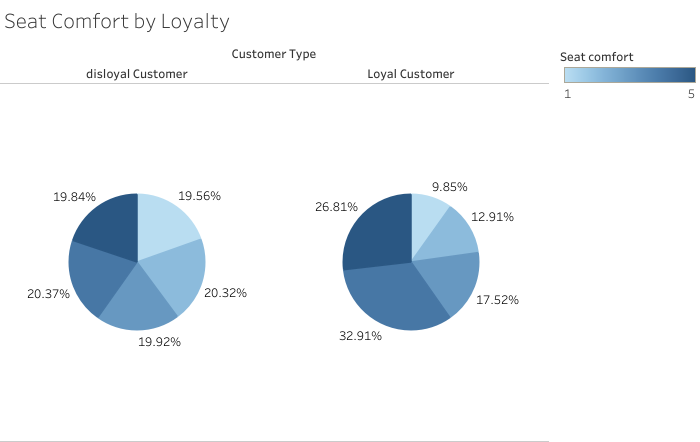 Seat Comfort by Loyalty
Customer Type
disloyal Customer
Loyal Customer
Seat comfort
1
5
19.84%
19.56%
20.37%
20.32%
19.92%
9.85%
26.81%
12.91%
17.52%
32.91%